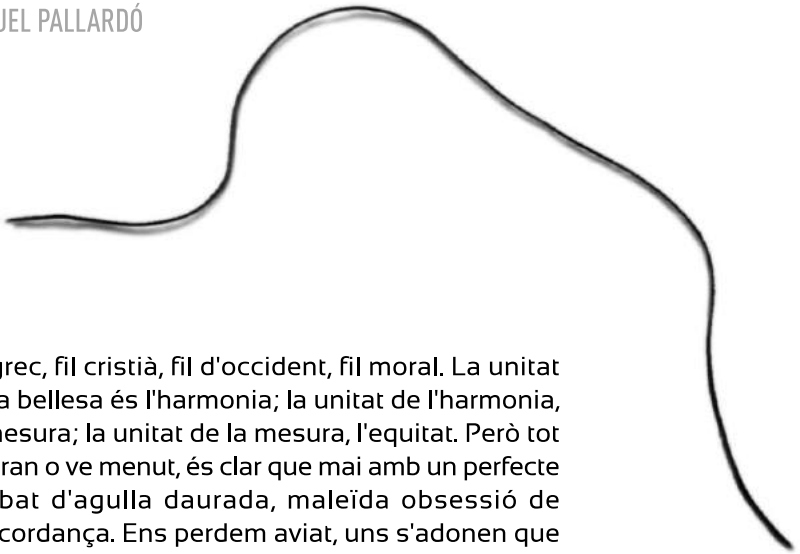 UEL PALLARDÓ
grec, fil cristià, fil d'occident, fil moral. La unitat
a bellesa és l'harmonia; la unitat de l'harmonia,
nesura; la unitat de la mesura, l'equitat. Però tot
ran o ve menut, és clar que mai amb un perfecte
bat d'agulla daurada, maleïda obsessió de
cordança. Ens perdem aviat, uns s'adonen que